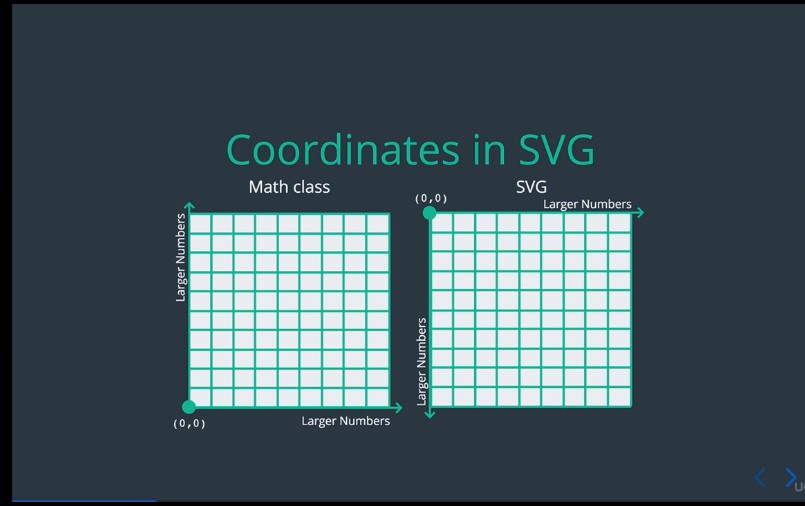 Coordinates in SVG
Math class
SVG
(0,0)
Larger Numbers
Larger Numbers
Larger Numbers
Larger Numbers
(0,0)